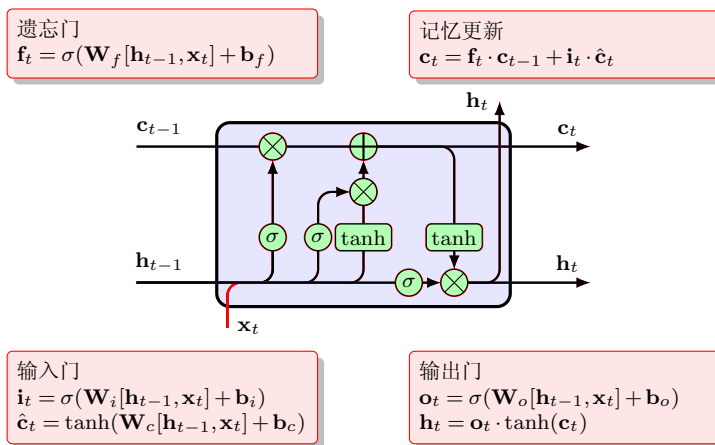 遗忘门
f_t = σ(W_f[h_{t−1}, x_t] + b_f)
记忆更新
c_t = f_t · c_{t−1} + i_t · ĉ_t
h_t
c_{t−1}
c_t
σ
σ
tanh
tanh
h_{t−1}
σ
h_t
x_t
输入门
i_t = σ(W_i[h_{t−1}, x_t] + b_i)
ĉ_t = tanh(W_c[h_{t−1}, x_t] + b_c)
输出门
o_t = σ(W_o[h_{t−1}, x_t] + b_o)
h_t = o_t · tanh(c_t)